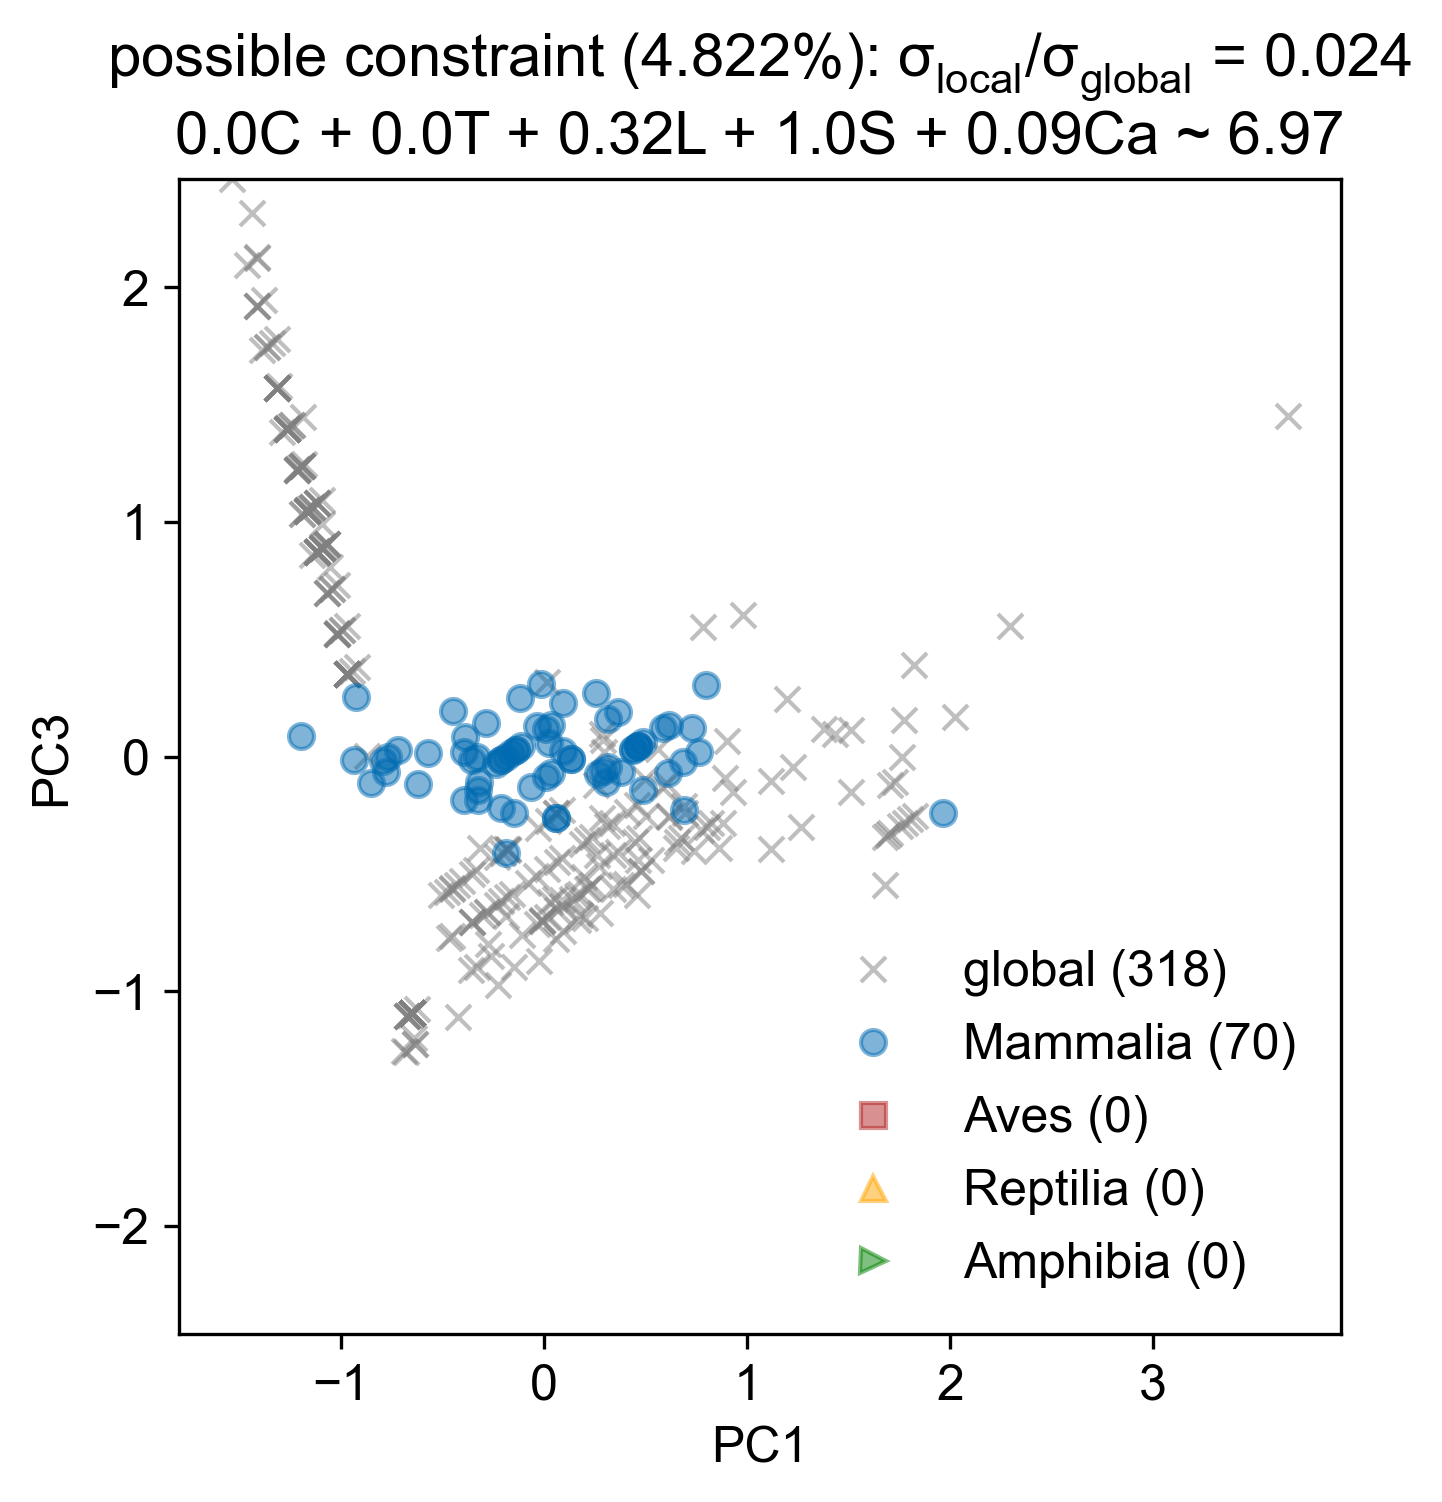 possible constraint (4.822%): σlocal/σglobal = 0.024
0.0C + 0.0T + 0.32L + 1.0S + 0.09Ca ~ 6.97
2
1
0
−1
−2
PC3
global (318)
Mammalia (70)
Aves (0)
Reptilia (0)
Amphibia (0)
−1 0 1 2 3
PC1